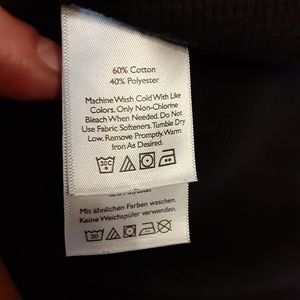 60% Cotton
40% Polyester
Machine Wash Cold With Like
Colors. Only Non-Chlorine
Bleach When Needed. Do Not
Use Fabric Softeners. Tumble Dry
Low. Remove Promptly. Warm
Iron As Desired.
30C
Polyester
Mit ähnlichen Farben waschen.
Keine Weichspüler verwenden.
30